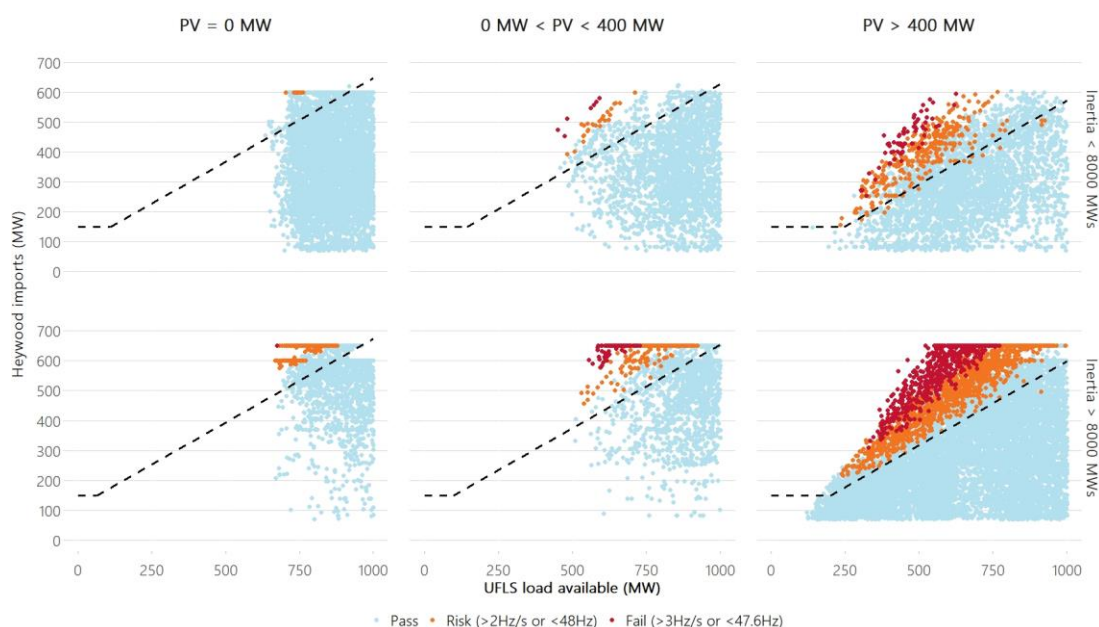 PV = 0 MW
0 MW < PV < 400 MW
PV > 400 MW
Heywood imports (MW)
700
600
500
400
300
200
100
0
Inertia < 8000 MWs
700
600
500
400
300
200
100
0
Inertia > 8000 MWs
0 250 500 750 1000
0 250 500 750 1000
0 250 500 750 1000
UFLS load available (MW)
Pass Risk (>2Hz/s or <48Hz) Fail (>3Hz/s or <47.6Hz)